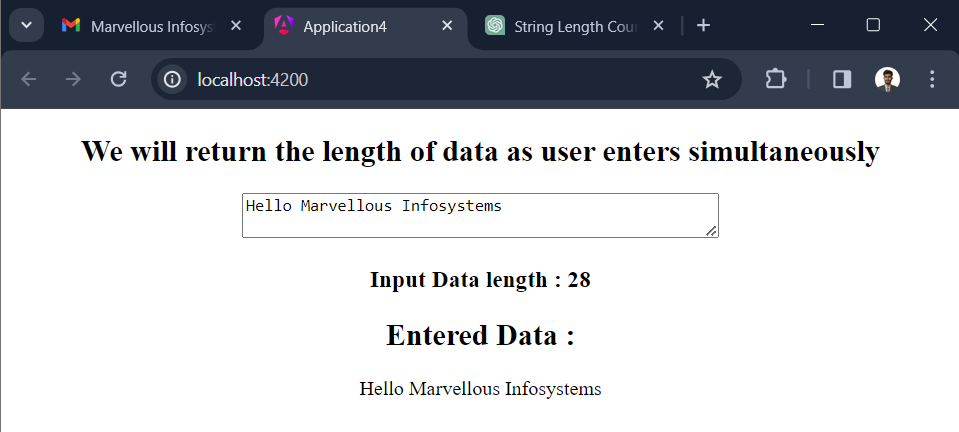 Marvellous Infosys
Application4
String Length Cou
localhost:4200
We will return the length of data as user enters simultaneously
Hello Marvellous Infosystems
Input Data length : 28
Entered Data :
Hello Marvellous Infosystems